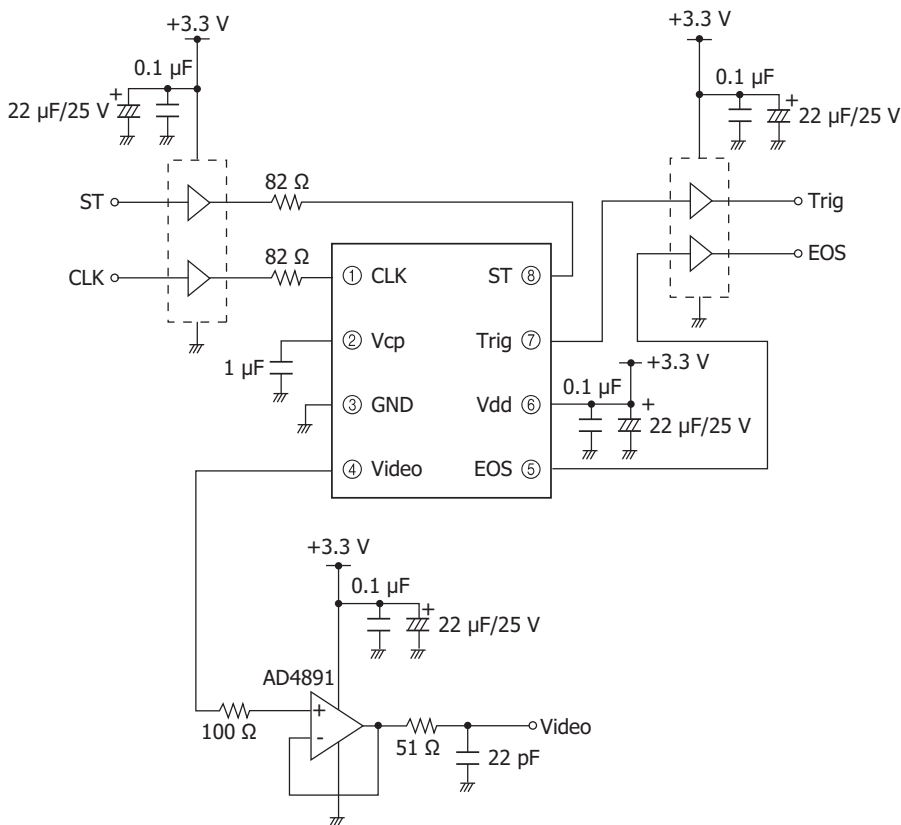 +3.3 V
+3.3 V
0.1 µF
0.1 µF
+
+
22 µF/25 V
22 µF/25 V
82 Ω
ST
Trig
82 Ω
EOS
CLK
① CLK
ST ⑧
② Vcp
Trig ⑦
1 µF
+3.3 V
0.1 µF
③ GND
Vdd ⑥
+
22 µF/25 V
④ Video
EOS ⑤
+3.3 V
0.1 µF
+
22 µF/25 V
AD4891
+
-
100 Ω
51 Ω
Video
22 pF